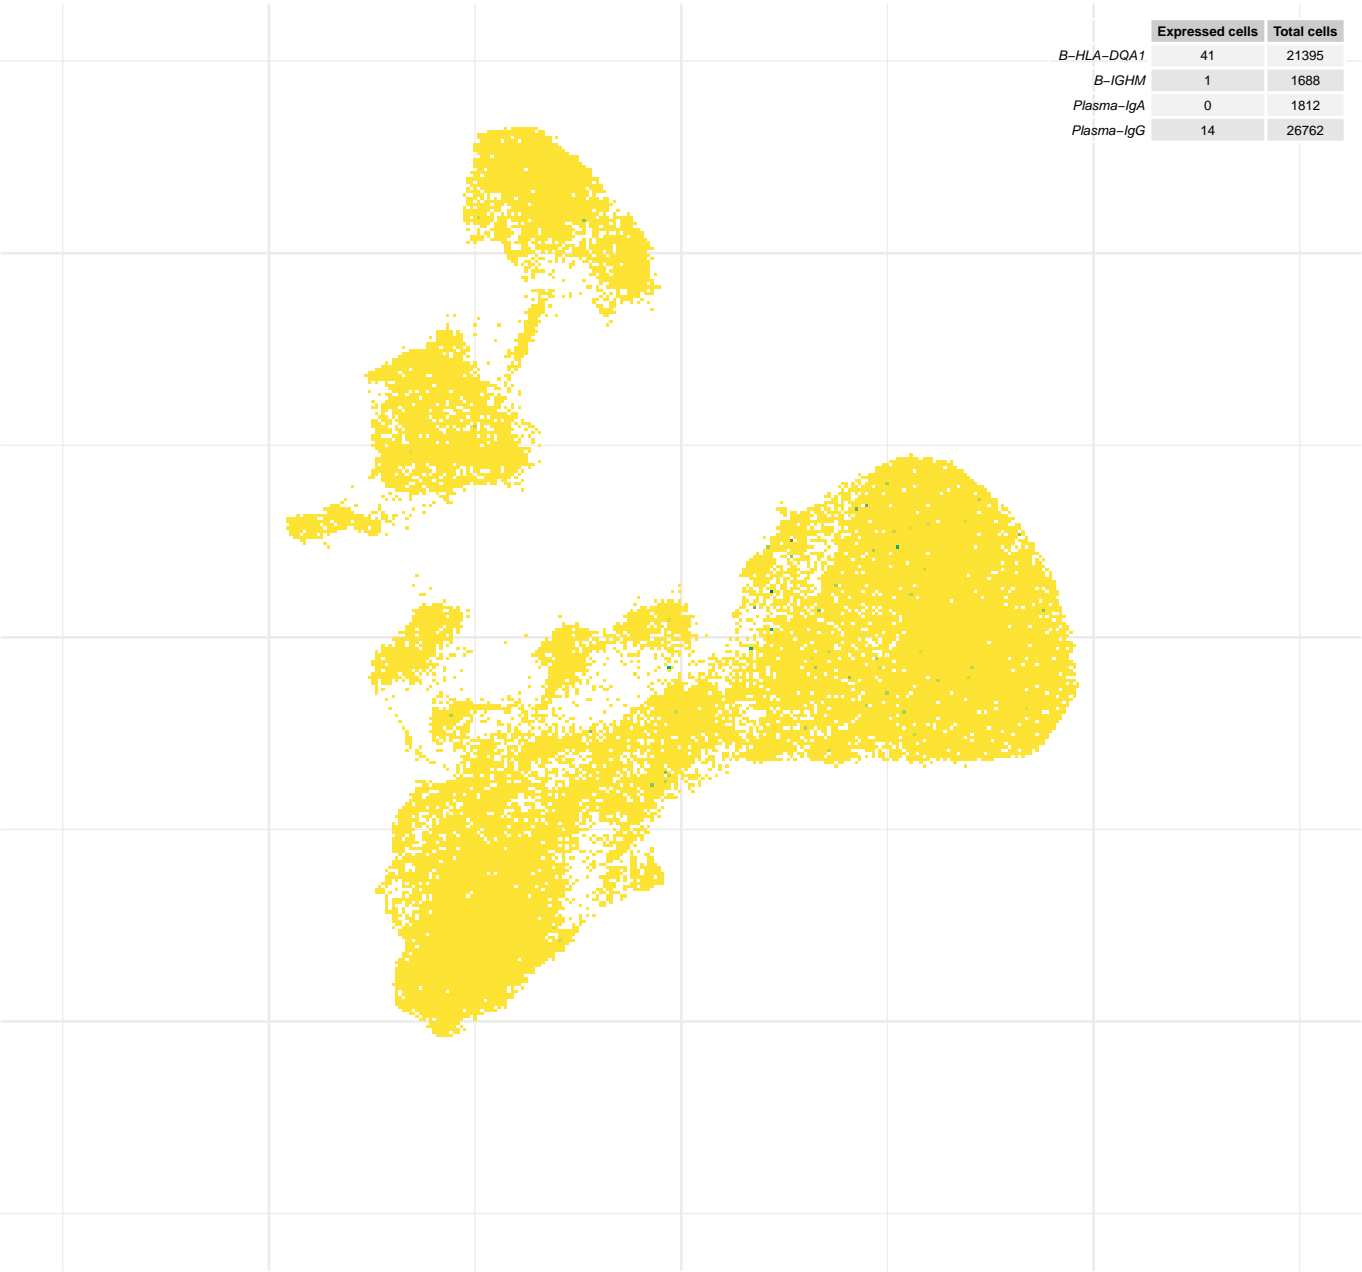 Expressed cells Total cells
B−HLA−DQA1 41 21395
B−IGHM 1 1688
Plasma−IgA 0 1812
Plasma−IgG 14 26762